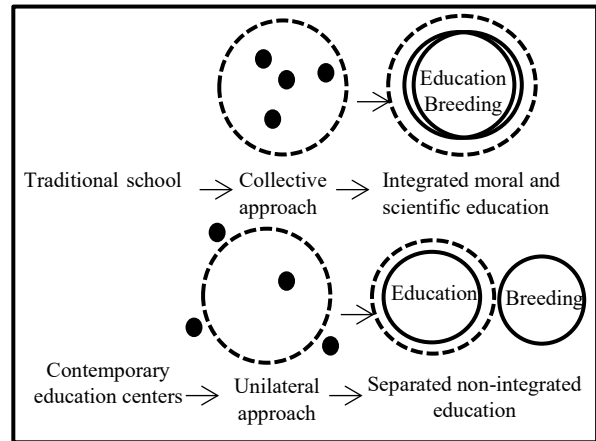 Education
Breeding
Traditional school
Collective
approach
Integrated moral and
scientific education
Education
Breeding
Contemporary
education centers
Unilateral
approach
Separated non-integrated
education